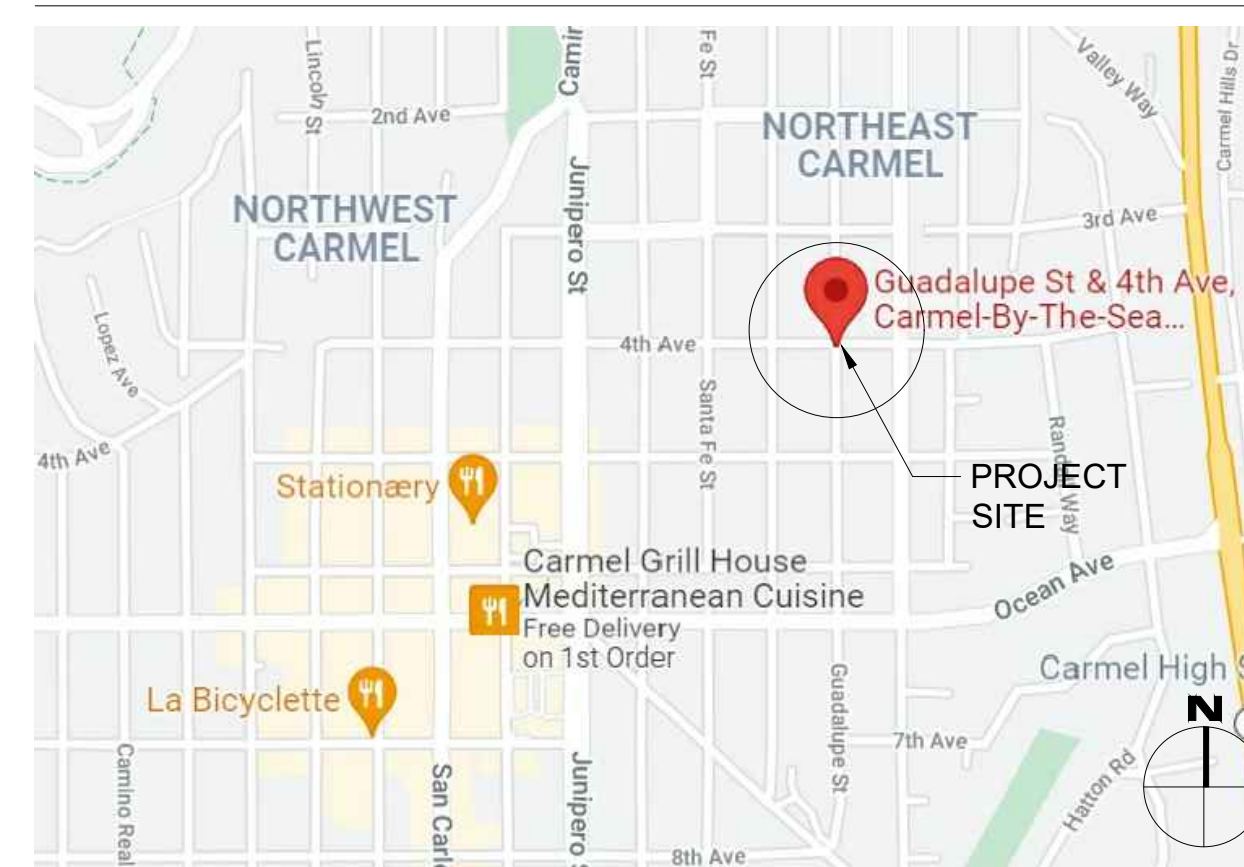 Lincoln St
Camin
Fe St
Valley Way
Carmel Hills Dr
2nd Ave
NORTHEAST
CARMEL
Junipero St
NORTHWEST
CARMEL
3rd Ave
Guadalupe St & 4th Ave,
Carmel-By-The-Sea...
Lopez Ave
4th Ave
Santa Fe St
Randall Way
4th Ave
Stationæry
PROJECT
SITE
Carmel Grill House
Mediterranean Cuisine
Free Delivery
on 1st Order
Ocean Ave
Carmel High S
La Bicyclette
Guadalupe St
N
7th Ave
Camino Real
San Carlo
Junipero S
Hatton Rd
8th Ave